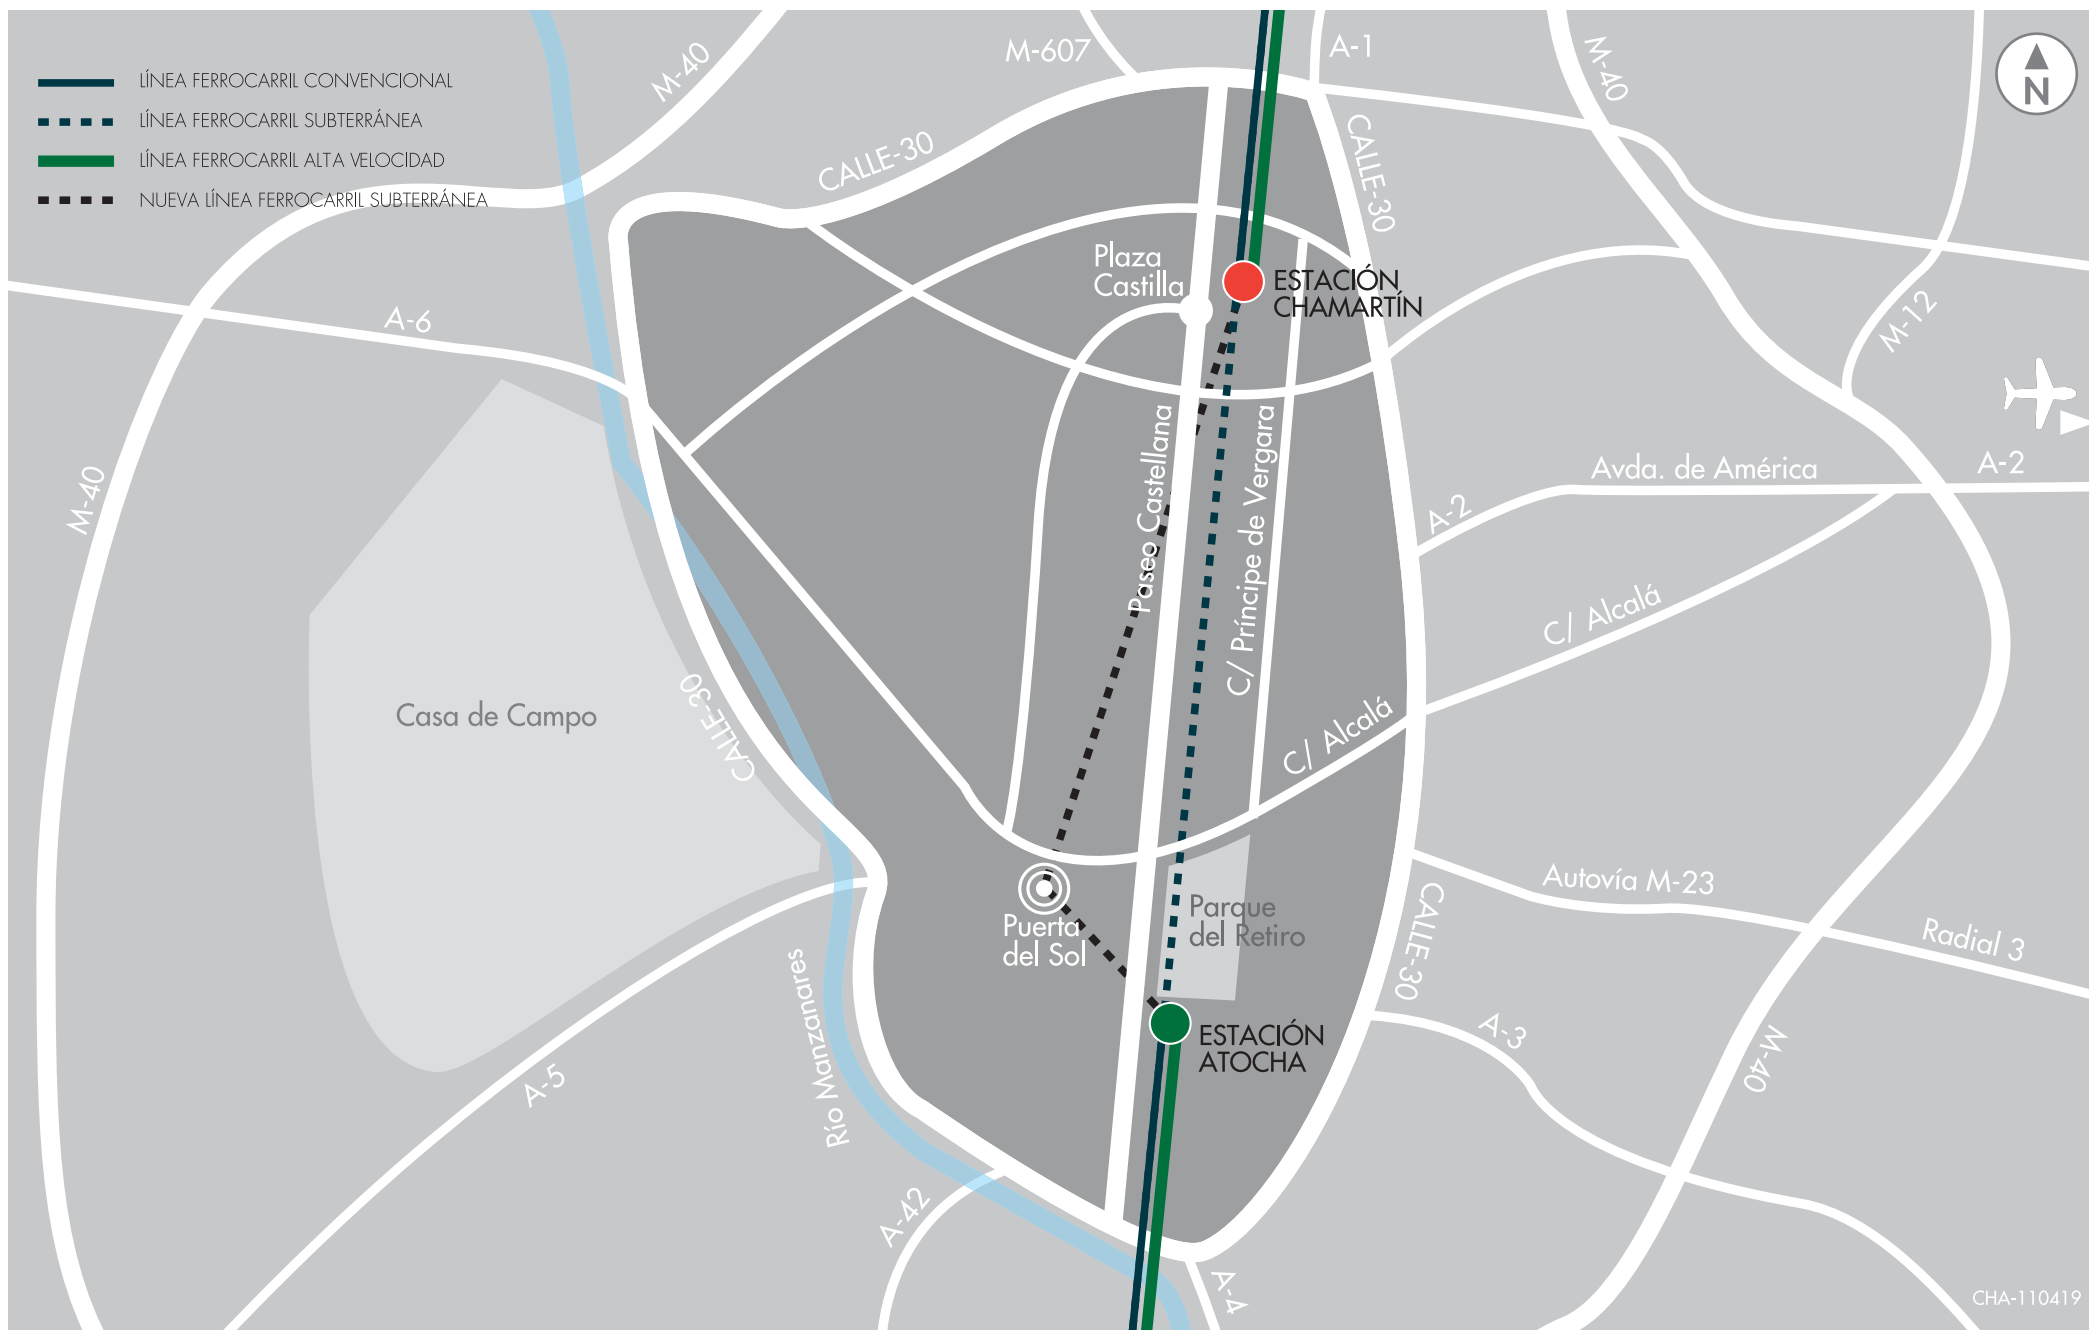 LÍNEA FERROCARRIL CONVENCIONAL
LÍNEA FERROCARRIL SUBTERRÁNEA
LÍNEA FERROCARRIL ALTA VELOCIDAD
NUEVA LÍNEA FERROCARRIL SUBTERRÁNEA
M-40
M-607
A-1
M-40
N
CALLE-30
CALLE-30
Plaza
Castilla
ESTACIÓN
CHAMARTÍN
A-6
M-12
M-40
Paseo Castellana
C/ Príncipe de Vergara
A-2
Avda. de América
A-2
C/ Alcalá
Casa de Campo
CALLE-30
C/ Alcalá
Autovía M-23
Radial 3
Puerta
del Sol
Parque
del Retiro
CALLE-30
Río Manzanares
ESTACIÓN
ATOCHA
A-3
M-40
A-5
A-42
A-4
CHA-110419